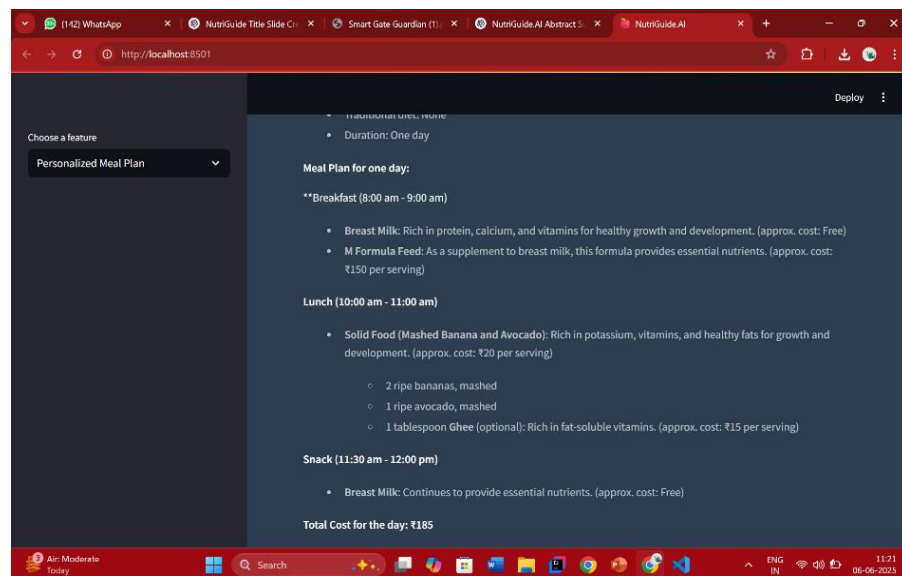 (142) WhatsApp
NutriGuide Title Slide Cre
Smart Gate Guardian (1).
NutriGuide.AI Abstract S
NutriGuide.AI
http://localhost:8501
Deploy
Choose a feature
Personalized Meal Plan
Traditional diet: None
Duration: One day
Meal Plan for one day:
**Breakfast (8:00 am - 9:00 am)
Breast Milk: Rich in protein, calcium, and vitamins for healthy growth and development. (approx. cost: Free)
M Formula Feed: As a supplement to breast milk, this formula provides essential nutrients. (approx. cost:
₹150 per serving)
Lunch (10:00 am - 11:00 am)
Solid Food (Mashed Banana and Avocado): Rich in potassium, vitamins, and healthy fats for growth and
development. (approx. cost: ₹20 per serving)
2 ripe bananas, mashed
1 ripe avocado, mashed
1 tablespoon Ghee (optional): Rich in fat-soluble vitamins. (approx. cost: ₹15 per serving)
Snack (11:30 am - 12:00 pm)
Breast Milk: Continues to provide essential nutrients. (approx. cost: Free)
Total Cost for the day: ₹185
3
Air: Moderate
Today
Search
ENG
IN
11:21
06-06-2025